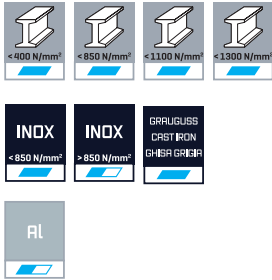 <400 N/mm²
<850 N/mm²
<1100 N/mm²
<1300 N/mm²
INOX
<850 N/mm²
INOX
>850 N/mm²
GRAUGUSS
CAST IRON
GHISA GRIGIA
Al